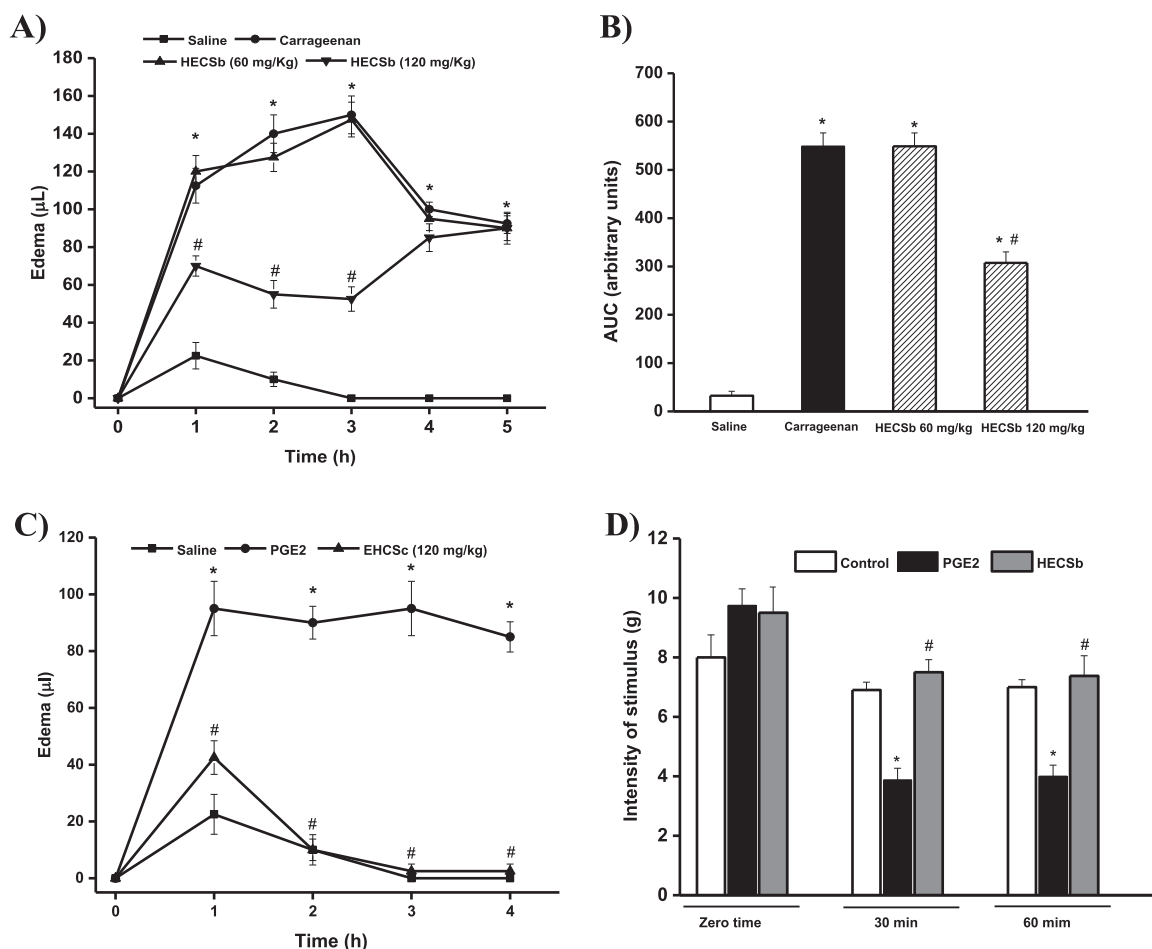 A)
Saline Carrageenan
HECSb (60 mg/Kg) HECSb (120 mg/Kg)
180
160
140
120
100
80
60
40
20
0
Edema (µL)
* * * * *
# # #
0 1 2 3 4 5
Time (h)
B)
700
600
500
400
300
200
100
0
AUC (arbitrary units)
* * * #
Saline Carrageenan HECSb 60 mg/kg HECSb 120 mg/kg
C)
Saline PGE2 EHCSc (120 mg/kg)
120
100
80
60
40
20
0
Edema (µl)
* * * *
# # # #
0 1 2 3 4
Time (h)
D)
Control PGE2 HECSb
12
10
8
6
4
2
0
Intensity of stimulus (g)
# #
* *
Zero time 30 min 60 mim